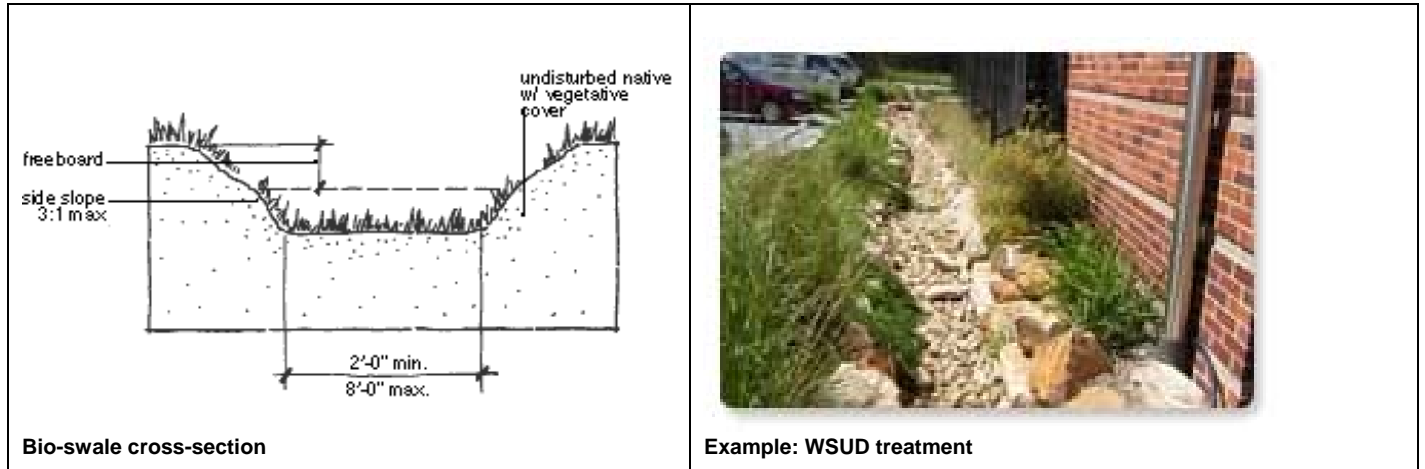 undisturbed native
w/ vegetative
cover
freeboard
side slope
3:1 max
2'-0" min.
8'-0" max.
Bio-swale cross-section
Example: WSUD treatment